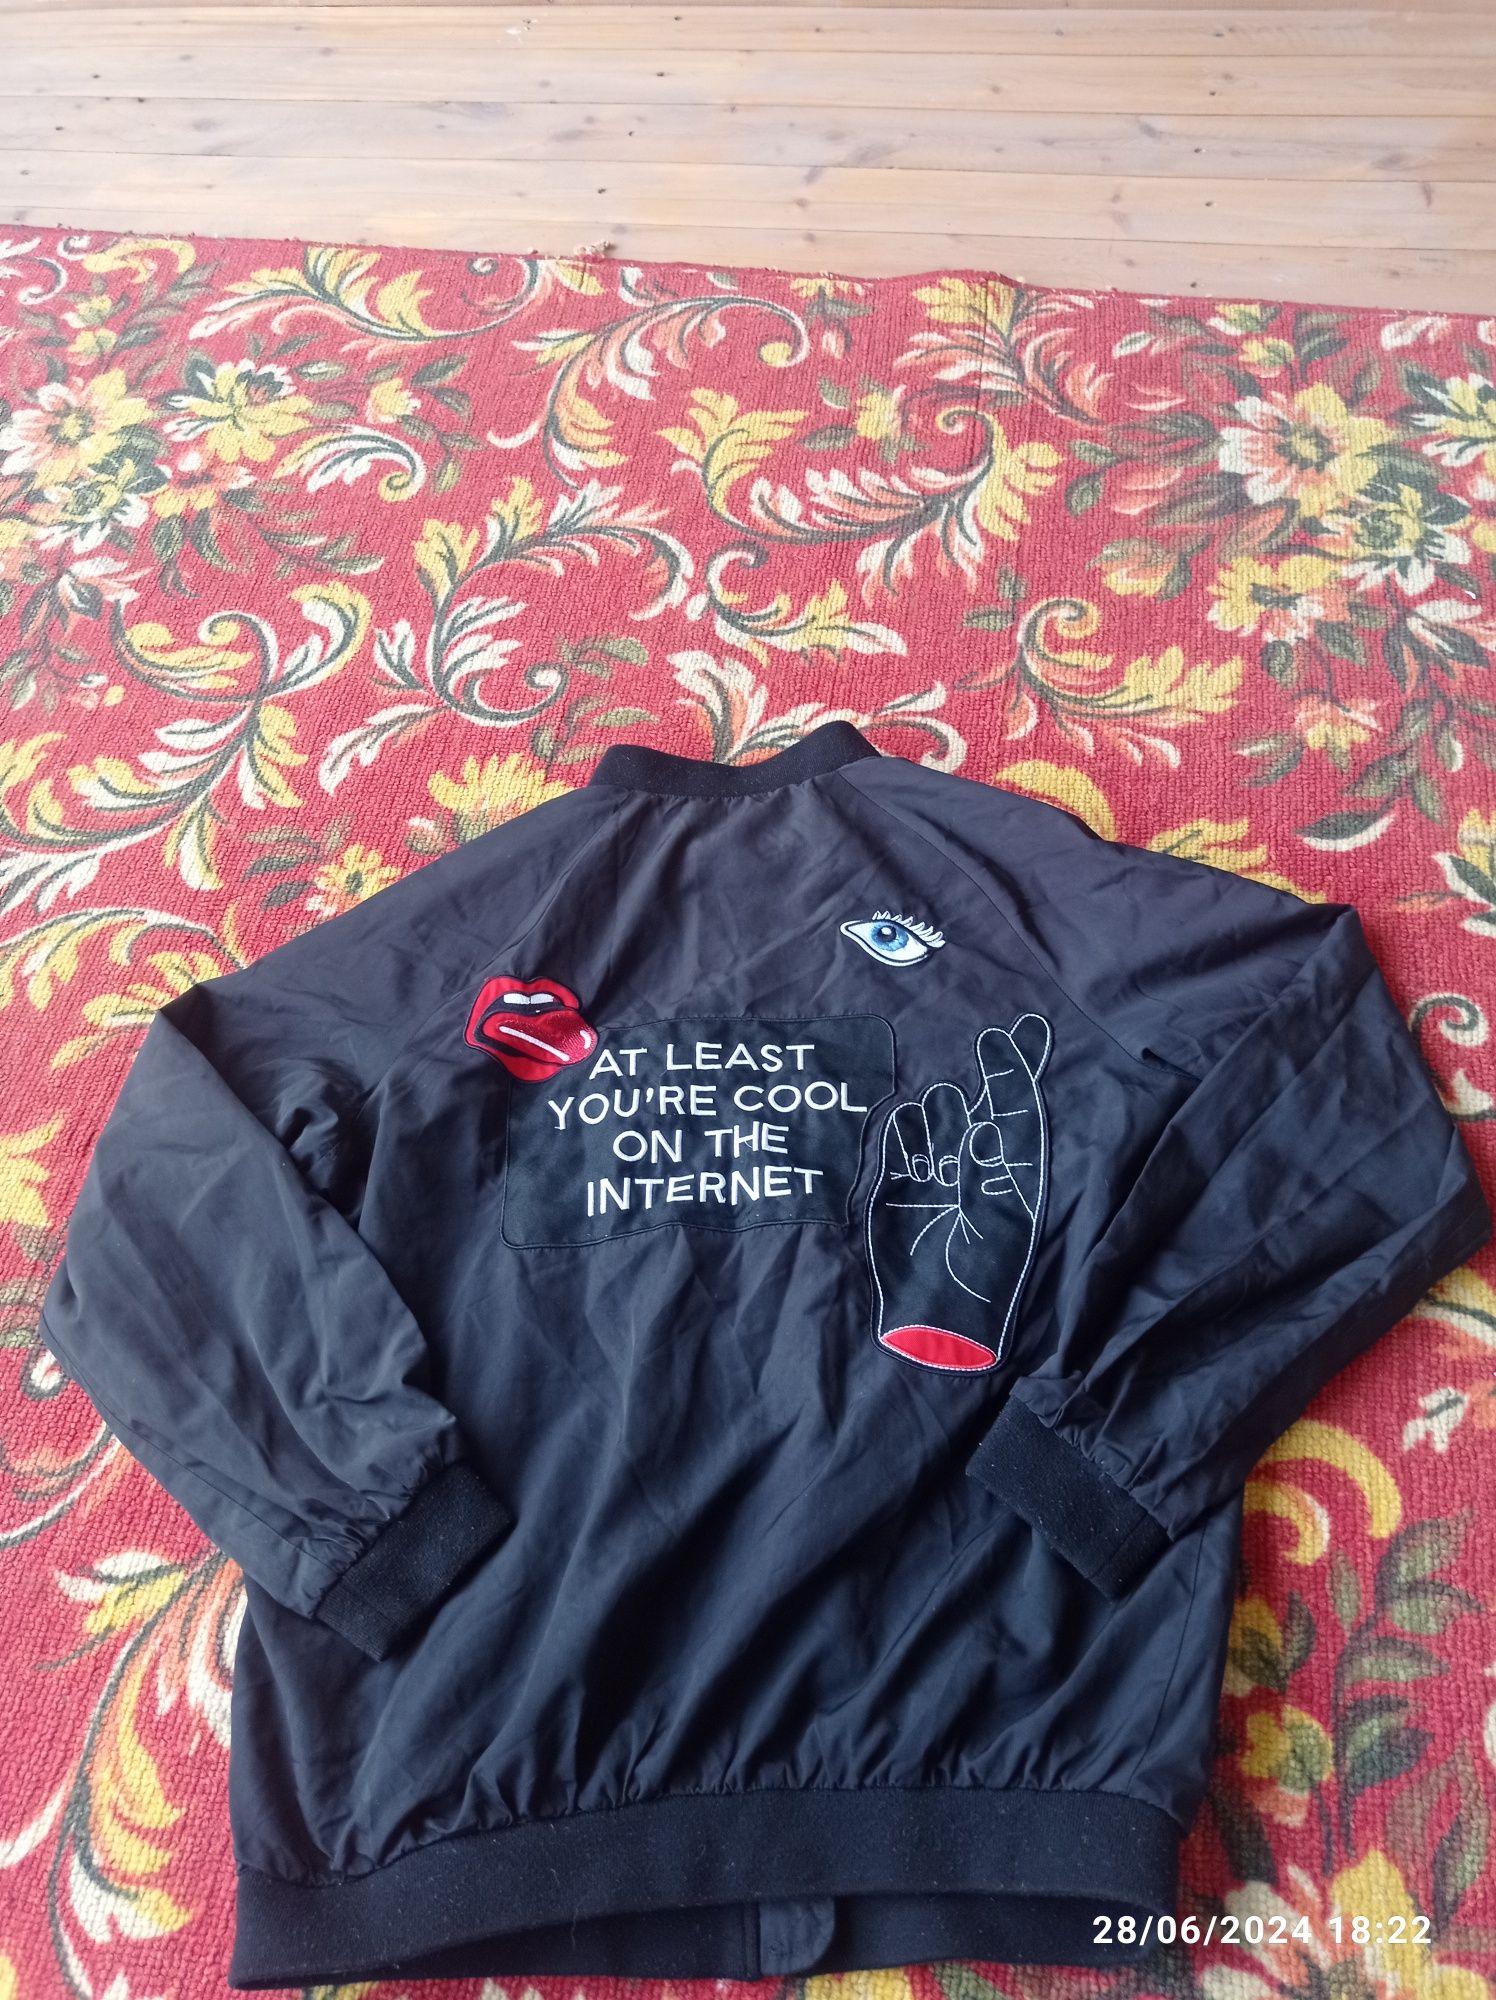 AT LEAST
YOU'RE COOL
ON THE
INTERNET
28/06/2024 18:22